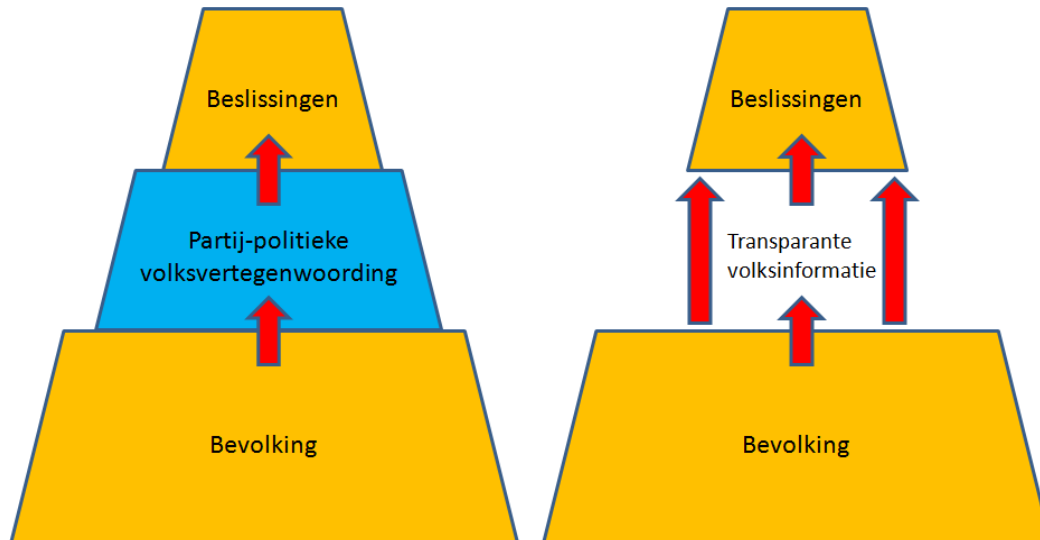 Beslissingen
Partij-politieke
volksvertegenwoording
Bevolking
Beslissingen
Transparante
volksinformatie
Bevolking